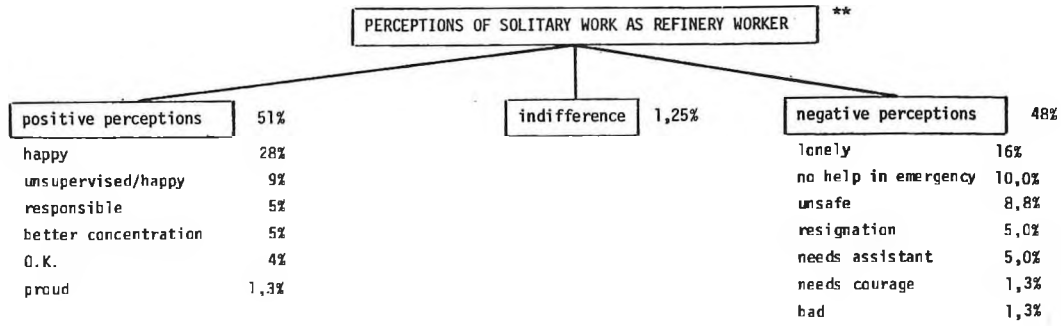 PERCEPTIONS OF SOLITARY WORK AS REFINERY WORKER **
positive perceptions 51%
happy 28%
unsupervised/happy 9%
responsible 5%
better concentration 5%
O.K. 4%
proud 1,3%
indifference 1,25%
negative perceptions 48%
lonely 16%
no help in emergency 10,0%
unsafe 8,8%
resignation 5,0%
needs assistant 5,0%
needs courage 1,3%
bad 1,3%